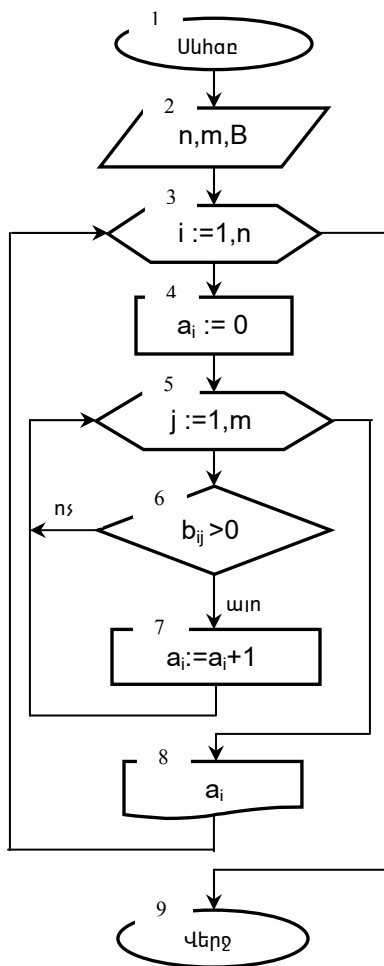 1
Սկիզբ
2
n,m,B
3
i :=1,n
4
aᵢ := 0
5
j :=1,m
6
bᵢⱼ >0
ոչ
այո
7
aᵢ:=aᵢ+1
8
aᵢ
9
Վերջ